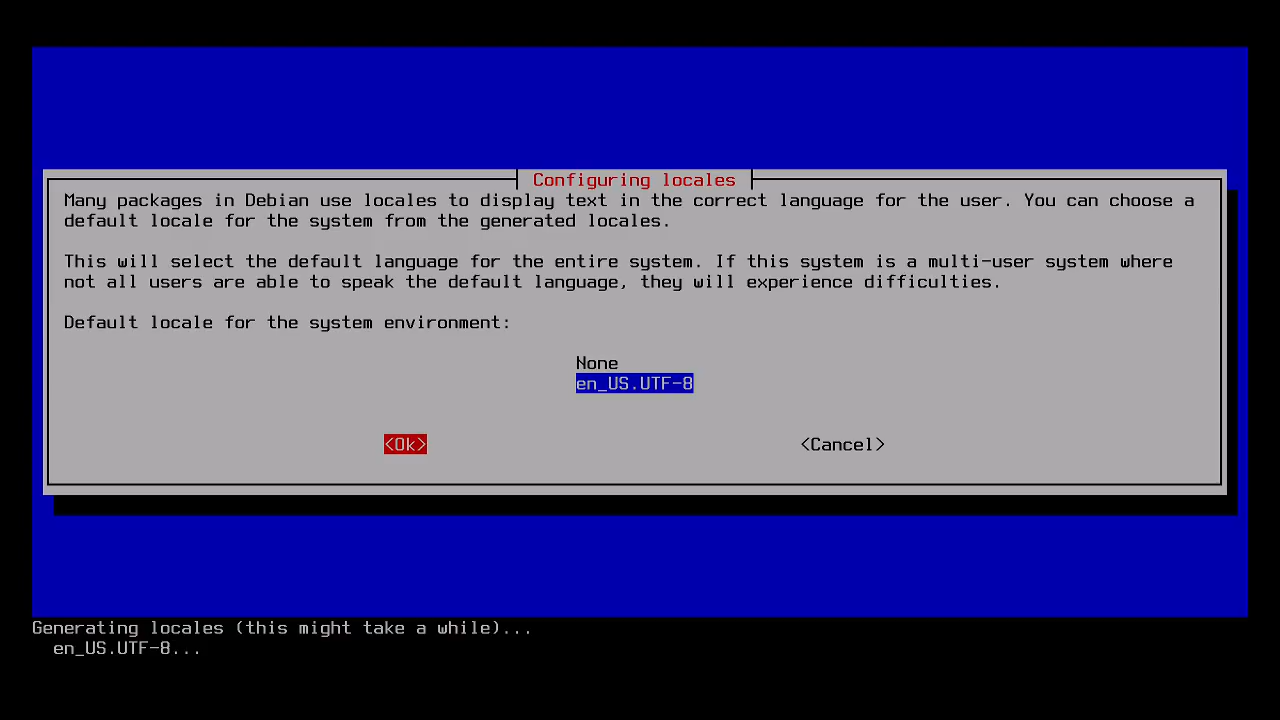 Configuring locales
Many packages in Debian use locales to display text in the correct language for the user. You can choose a
default locale for the system from the generated locales.
This will select the default language for the entire system. If this system is a multi-user system where
not all users are able to speak the default language, they will experience difficulties.
Default locale for the system environment:
None
en_US.UTF-8
<Ok> <Cancel>
Generating locales (this might take a while)...
en_US.UTF-8...